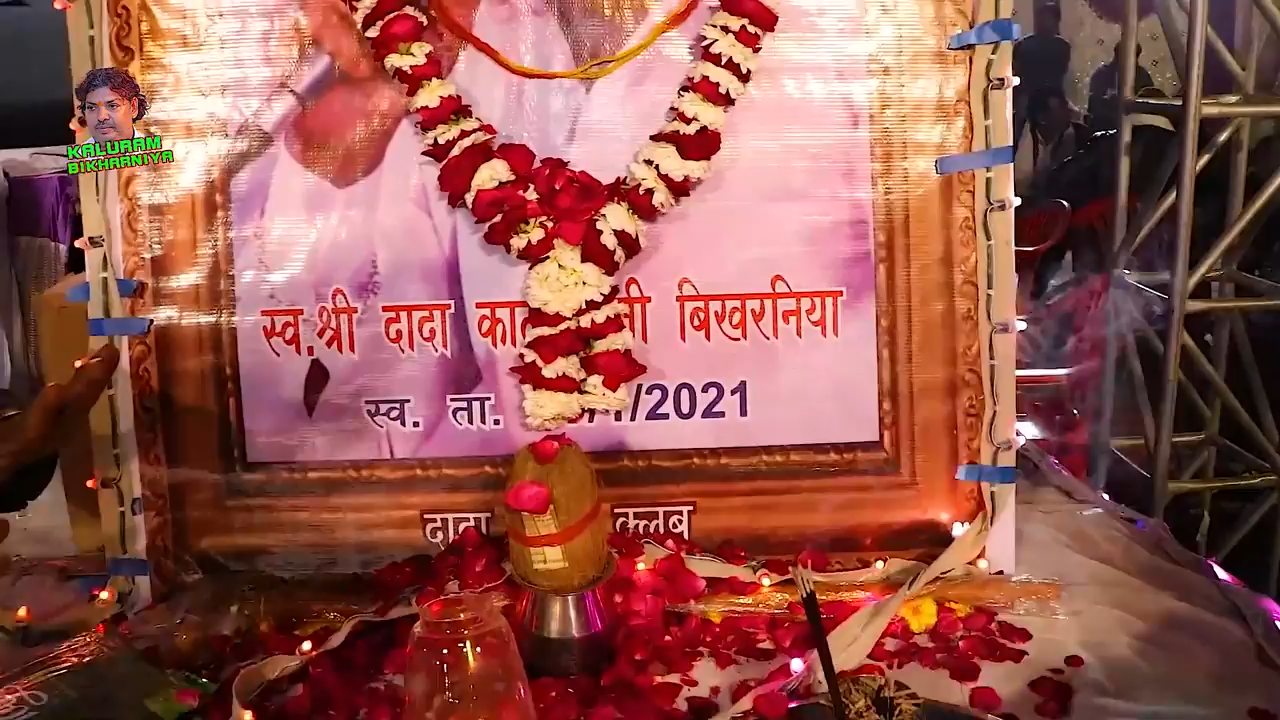 KALURAM
BIKHARNIYA
स्व.श्री दादा बिखरनिया
स्व. ता. /2021
दादा क्लब